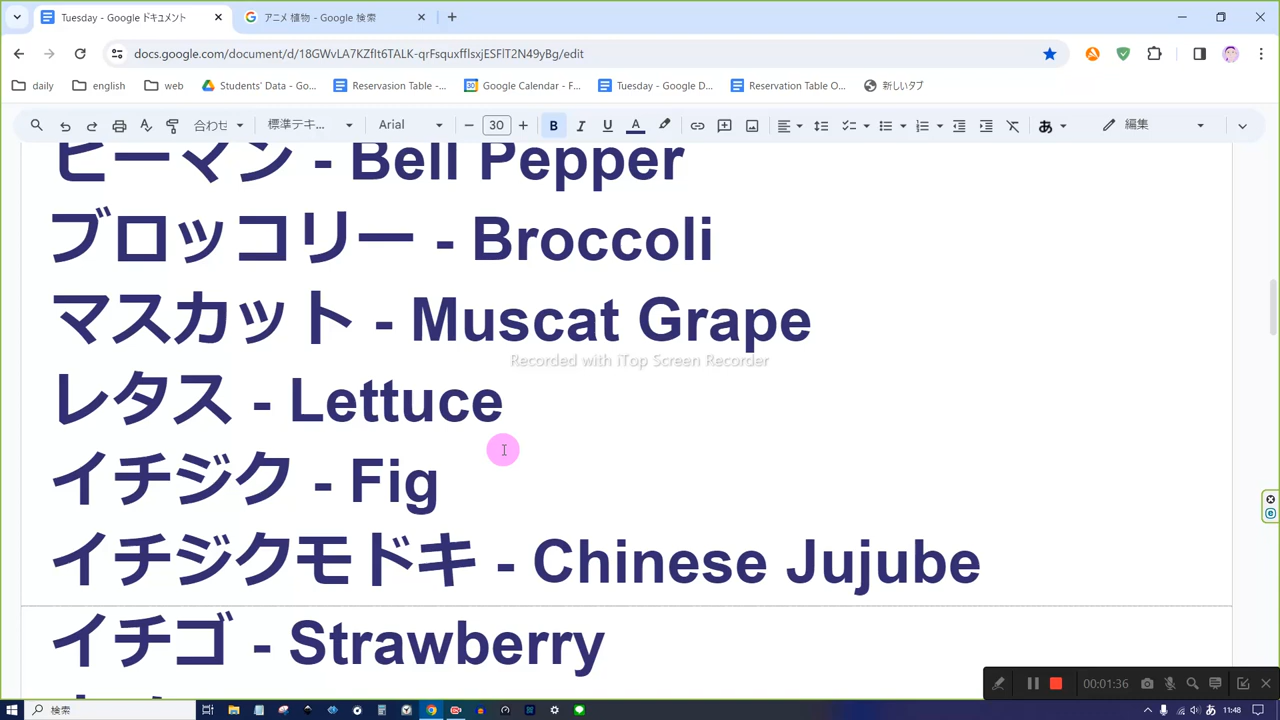 Tuesday - Google ドキュメント
アニメ 植物 - Google 検索
docs.google.com/document/d/18GWvLA7KZfIt6TALK-qrFsquxfflsxjESFlT2N49yBg/edit
daily
english
web
Students' Data - Go...
Reservasion Table -...
Google Calendar - F...
Tuesday - Google D...
Reservation Table O...
新しいタブ
合わせ
標準テキ...
Arial
30
B
I
U
A
あ
編集
ピーマン - Bell Pepper
ブロッコリー - Broccoli
マスカット - Muscat Grape
Recorded with iTop Screen Recorder
レタス - Lettuce
イチジク - Fig
イチジクモドキ - Chinese Jujube
イチゴ - Strawberry
00:01:36
検索
あ
11:48